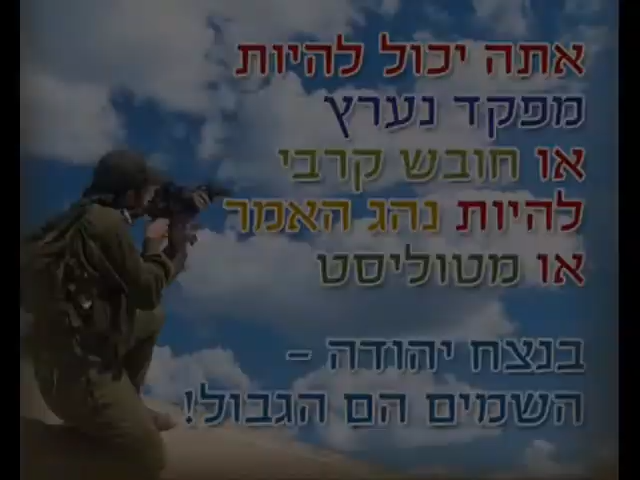 אתה יכול להיות
מפקד נערץ
או חובש קרבי
להיות נהג האמר
או מטוליסט
בנצח יהודה -
השמים הם הגבול!